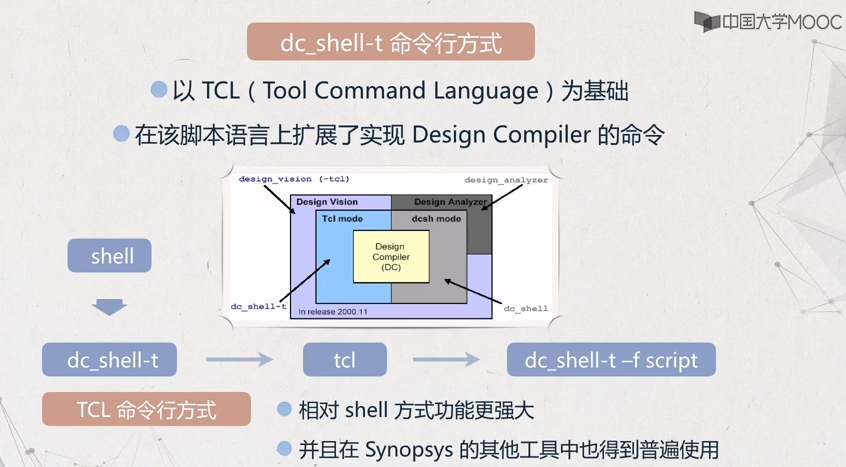 中国大学MOOC
dc_shell-t 命令行方式
以 TCL（Tool Command Language）为基础
在该脚本语言上扩展了实现 Design Compiler 的命令
design_vision (-tcl)
design_analyzer
Design Vision
Design Analyzer
Tcl mode
dcsh mode
Design
Compiler
(DC)
dc_shell-t
dc_shell
In release 2000.11
shell
dc_shell-t
tcl
dc_shell-t –f script
TCL 命令行方式
相对 shell 方式功能更强大
并且在 Synopsys 的其他工具中也得到普遍使用